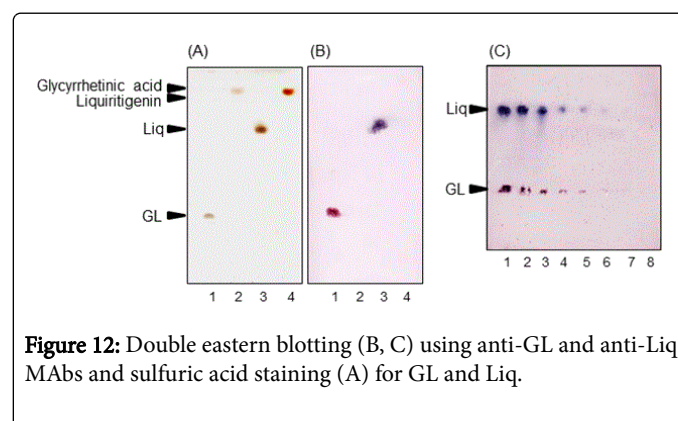 (A)
(B)
(C)
Glycyrrhetinic acid
Liquiritigenin
Liq
GL
Liq
GL
1 2 3 4
1 2 3 4
1 2 3 4 5 6 7 8
Figure 12: Double eastern blotting (B, C) using anti-GL and anti-Liq
MAbs and sulfuric acid staining (A) for GL and Liq.